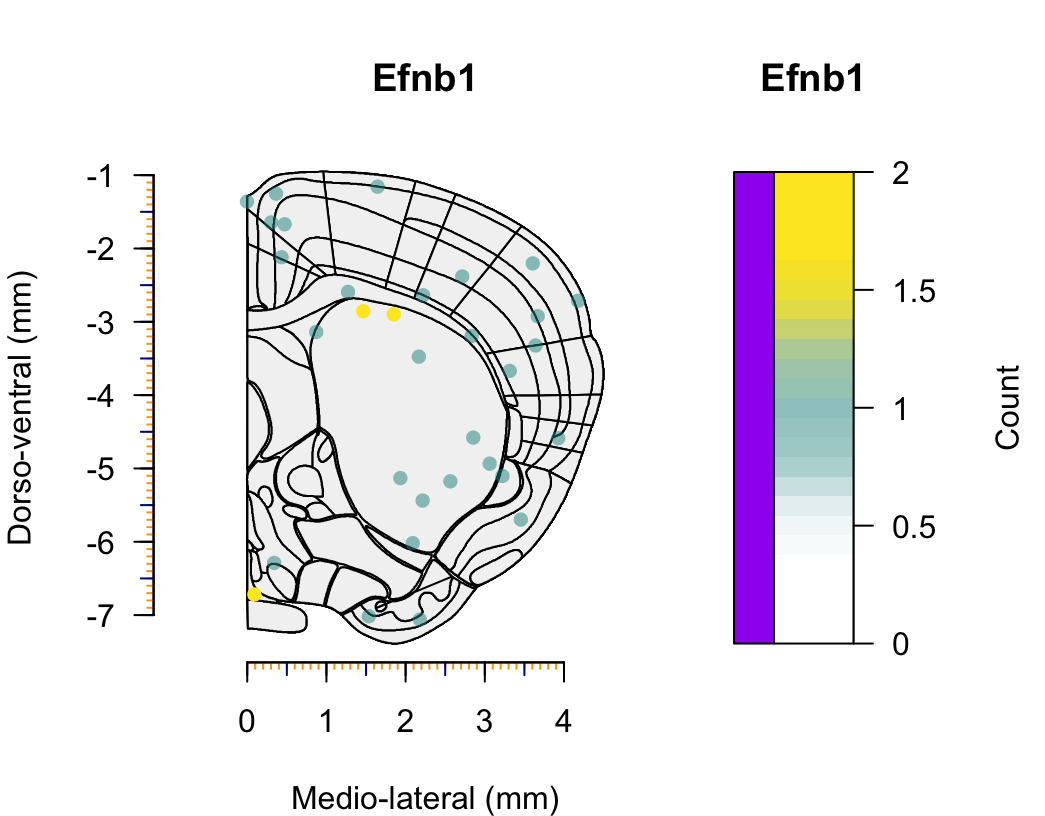 Efnb1
Efnb1
Dorso-ventral (mm)
-1
-2
-3
-4
-5
-6
-7
0 1 2 3 4
Medio-lateral (mm)
2
1.5
1
0.5
0
Count